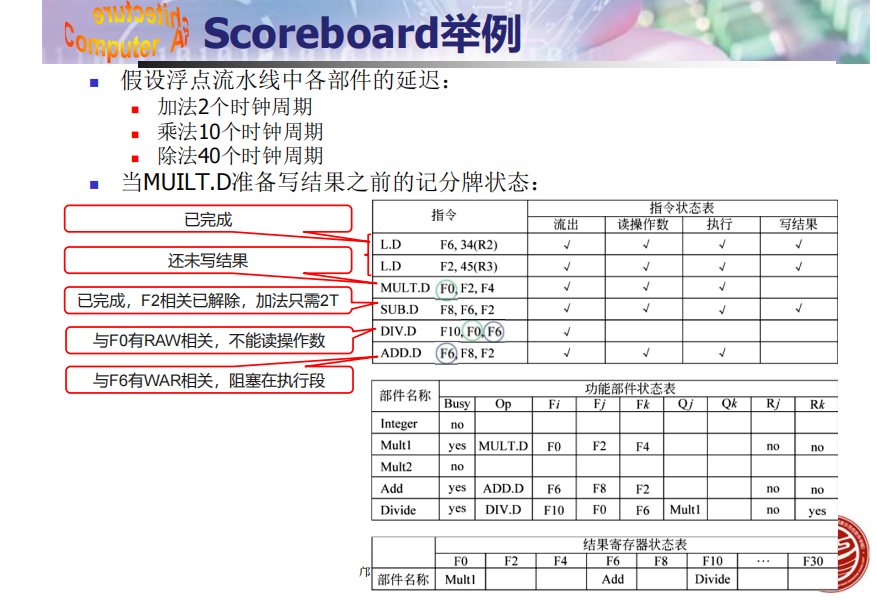 Computer Architecture
Scoreboard举例
假设浮点流水线中各部件的延迟：
加法2个时钟周期
乘法10个时钟周期
除法40个时钟周期
当MUILT.D准备写结果之前的记分牌状态：
已完成
还未写结果
已完成，F2相关已解除，加法只需2T
与F0有RAW相关，不能读操作数
与F6有WAR相关，阻塞在执行段
指令 指令状态表
流出 读操作数 执行 写结果
L.D F6, 34(R2) √ √ √ √
L.D F2, 45(R3) √ √ √ √
MULT.D F0, F2, F4 √ √ √
SUB.D F8, F6, F2 √ √ √ √
DIV.D F10, F0, F6 √
ADD.D F6, F8, F2 √ √ √
部件名称 功能部件状态表
Busy Op Fi Fj Fk Qj Qk Rj Rk
Integer no
Mult1 yes MULT.D F0 F2 F4 no no
Mult2 no
Add yes ADD.D F6 F8 F2 no no
Divide yes DIV.D F10 F0 F6 Mult1 no yes
结果寄存器状态表
F0 F2 F4 F6 F8 F10 … F30
部件名称 Mult1 Add Divide